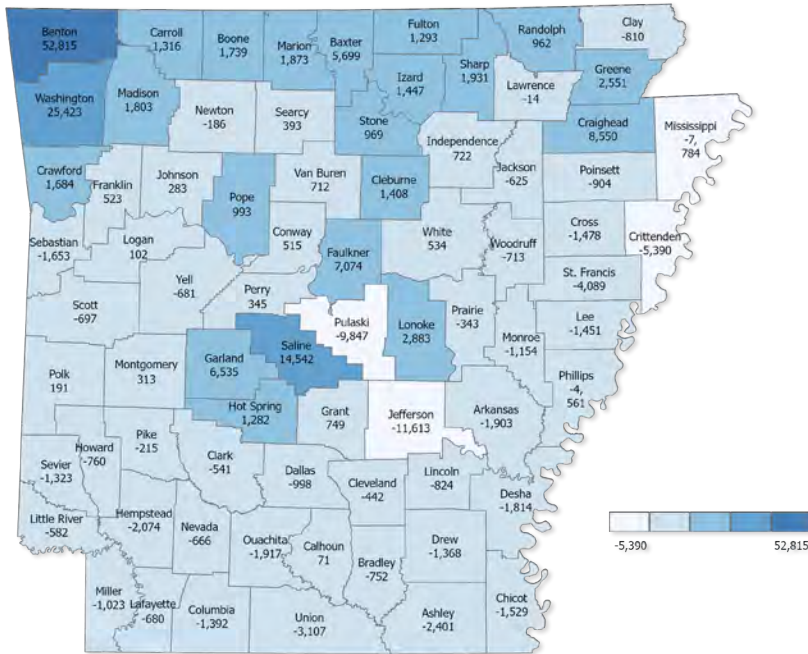 Benton
52,815
Carroll
1,316
Boone
1,739
Marion
1,873
Baxter
5,699
Fulton
1,293
Randolph
962
Clay
-810
Izard
1,447
Sharp
1,931
Lawrence
-14
Greene
2,551
Washington
25,423
Madison
1,803
Newton
-186
Searcy
393
Stone
969
Independence
722
Craighead
8,550
Mississippi
-7,
784
Crawford
1,684
Franklin
523
Johnson
283
Pope
993
Van Buren
712
Cleburne
1,408
Jackson
-625
Poinsett
-904
Sebastian
-1,653
Logan
102
Conway
515
Faulkner
7,074
White
534
Woodruff
-713
Cross
-1,478
Crittenden
-5,390
St. Francis
-4,089
Scott
-697
Yell
-681
Perry
345
Pulaski
-9,847
Lonoke
2,883
Prairie
-343
Monroe
-1,154
Lee
-1,451
Polk
191
Montgomery
313
Garland
6,535
Saline
14,542
Phillips
-4,
561
Hot Spring
1,282
Grant
749
Jefferson
-11,613
Arkansas
-1,903
Sevier
-1,323
Howard
-760
Pike
-215
Clark
-541
Dallas
-998
Cleveland
-442
Lincoln
-824
Desha
-1,814
Little River
-582
Hempstead
-2,074
Nevada
-666
Ouachita
-1,917
Calhoun
71
Bradley
-752
Drew
-1,368
Miller
-1,023
Lafayette
-680
Columbia
-1,392
Union
-3,107
Ashley
-2,401
Chicot
-1,529
-5,390
52,815